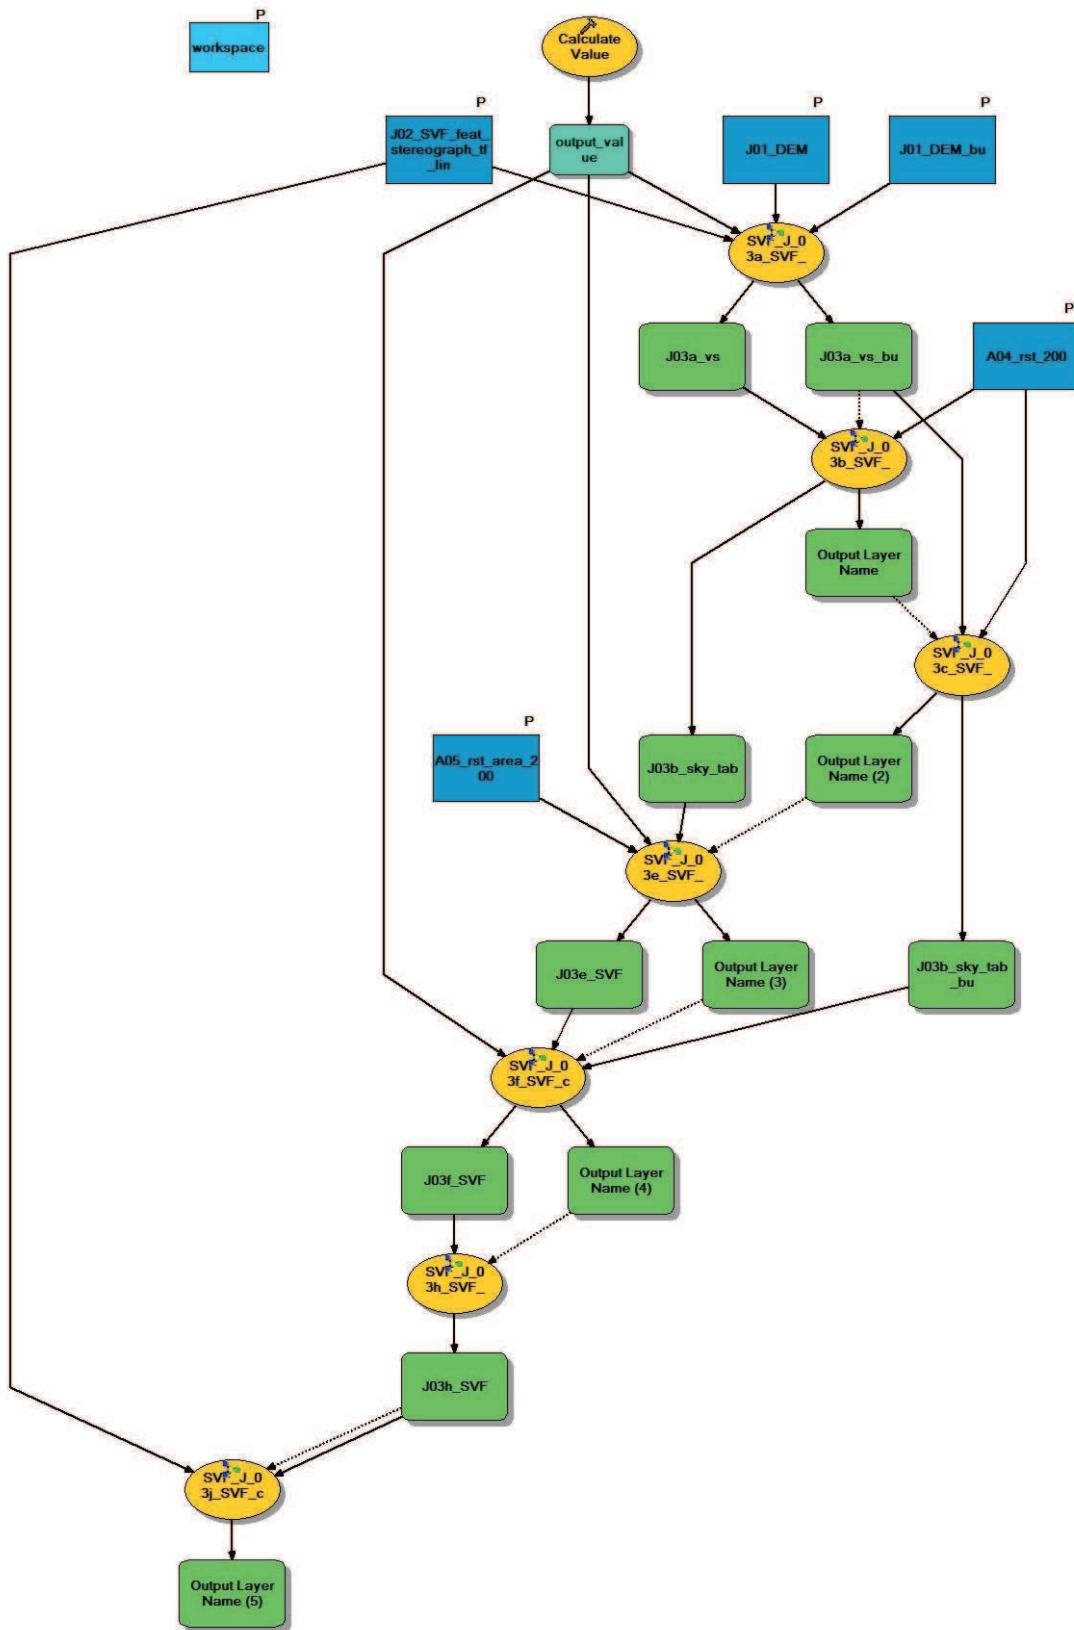 P
workspace
Calculate
Value
P
J02_SVF_feat_
stereograph_tf
_lin
output_val
ue
P
J01_DEM
P
J01_DEM_bu
SVF_J_0
3a_SVF_
J03a_vs
J03a_vs_bu
P
A04_rst_200
SVF_J_0
3b_SVF_
Output Layer
Name
SVF_J_0
3c_SVF_
P
A05_rst_area_2
00
J03b_sky_tab
Output Layer
Name (2)
SVF_J_0
3e_SVF_
J03e_SVF
Output Layer
Name (3)
J03b_sky_tab
_bu
SVF_J_0
3f_SVF_c
J03f_SVF
Output Layer
Name (4)
SVF_J_0
3h_SVF_
J03h_SVF
SVF_J_0
3j_SVF_c
Output Layer
Name (5)